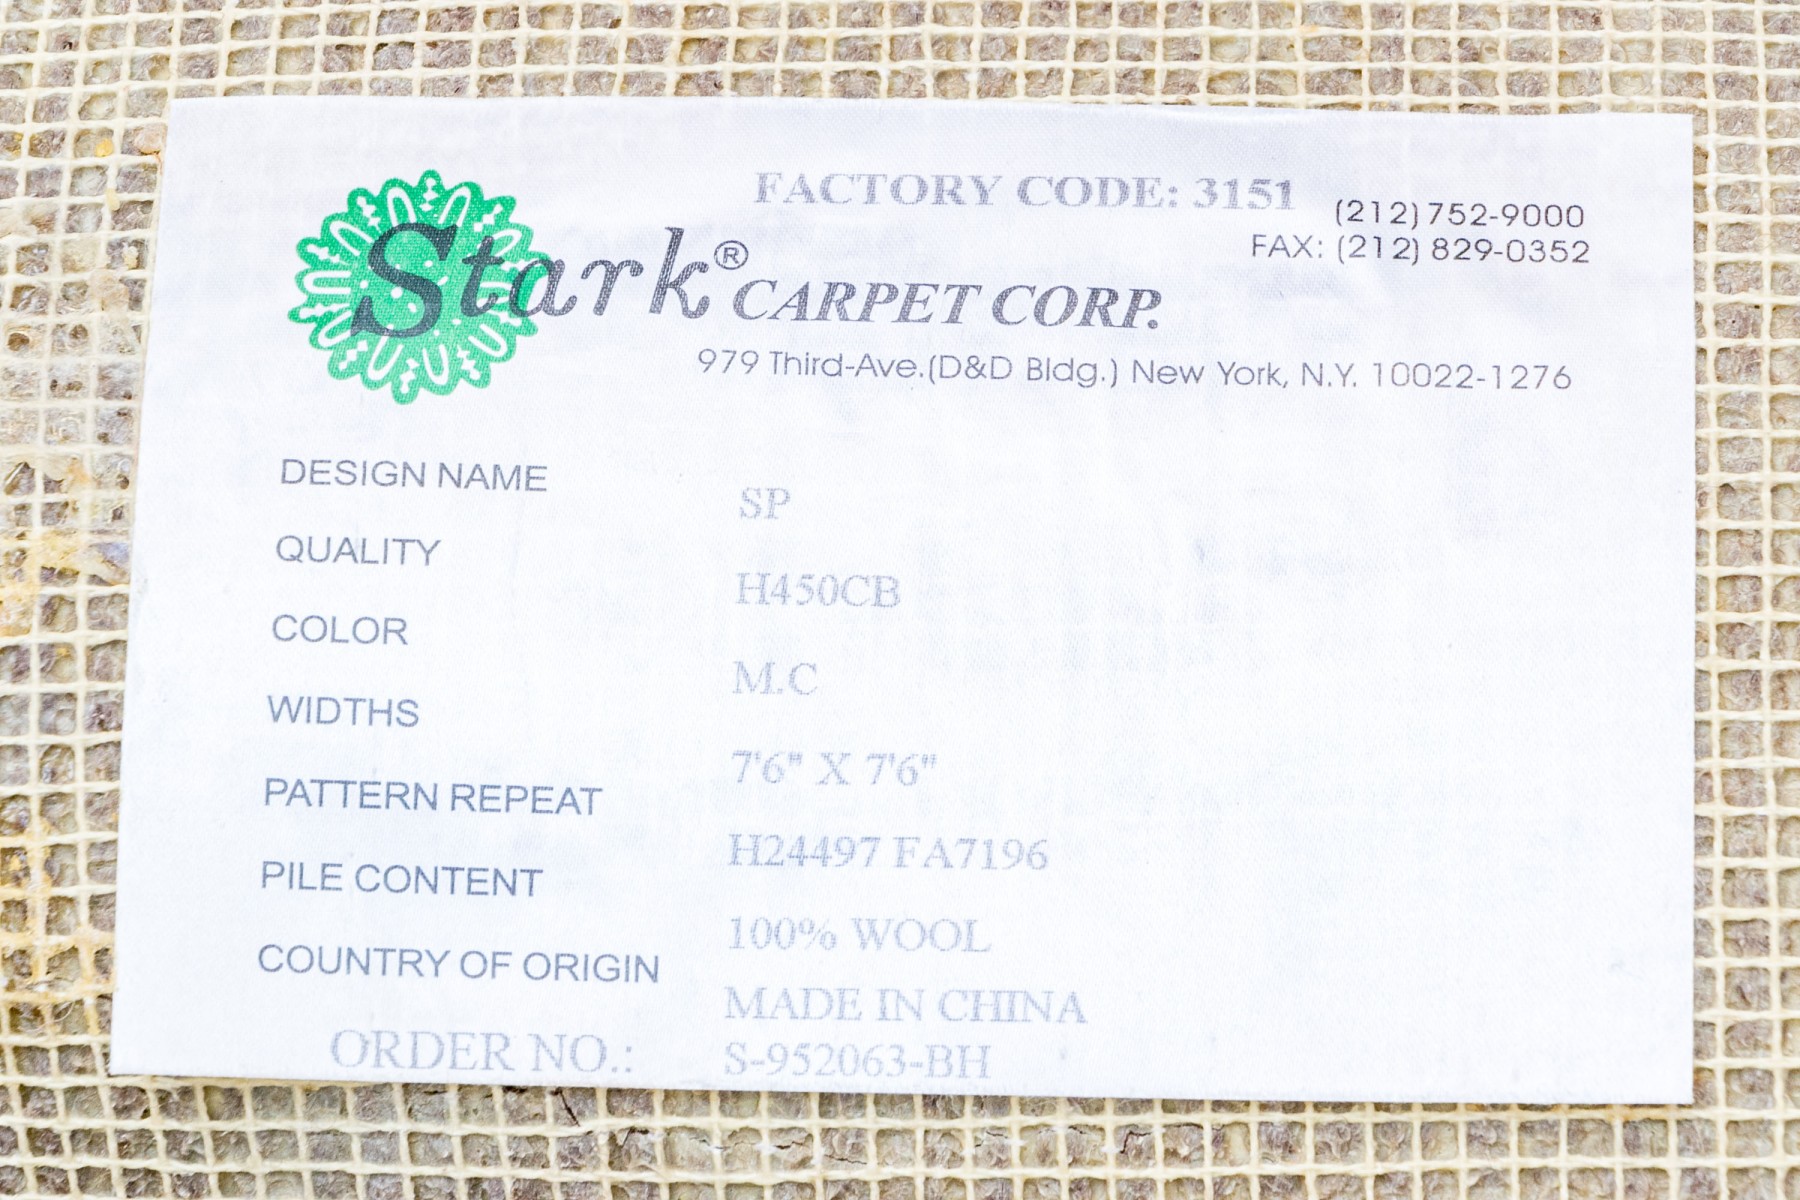 FACTORY CODE: 3151
(212) 752-9000
FAX: (212) 829-0352
Stark® CARPET CORP.
979 Third-Ave.(D&D Bldg.) New York, N.Y. 10022-1276
DESIGN NAME SP
QUALITY H450CB
COLOR M.C
WIDTHS 7'6" X 7'6"
PATTERN REPEAT H24497 FA7196
PILE CONTENT 100% WOOL
COUNTRY OF ORIGIN MADE IN CHINA
ORDER NO.: S-952063-BH